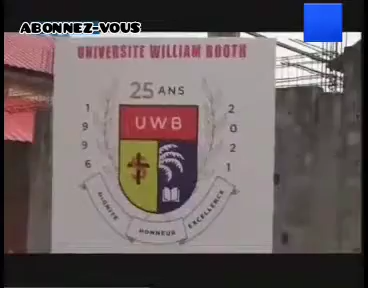 ABONNEZ-VOUS
UNIVERSITE WILLIAM BOOTH
25 ANS
1996
2021
UWB
DIGNITE
HONNEUR
EXCELLENCE